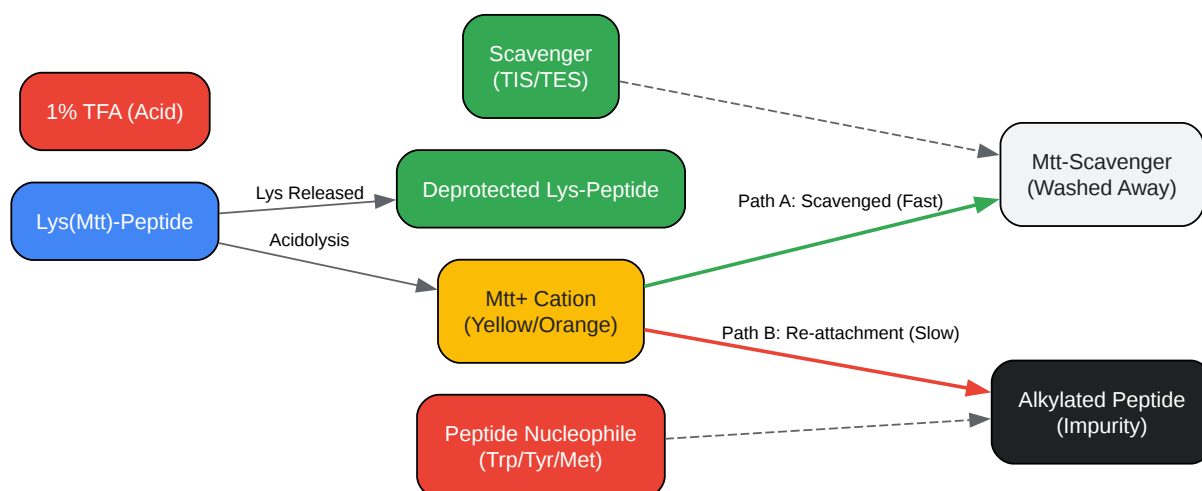 Scavenger
(TIS/TES)
1% TFA (Acid)
Mtt-Scavenger
(Washed Away)
Lys(Mtt)-Peptide
Lys Released
Deprotected Lys-Peptide
Path A: Scavenged (Fast)
Acidolysis
Mtt+ Cation
(Yellow/Orange)
Path B: Re-attachment (Slow)
Alkylated Peptide
(Impurity)
Peptide Nucleophile
(Trp/Tyr/Met)